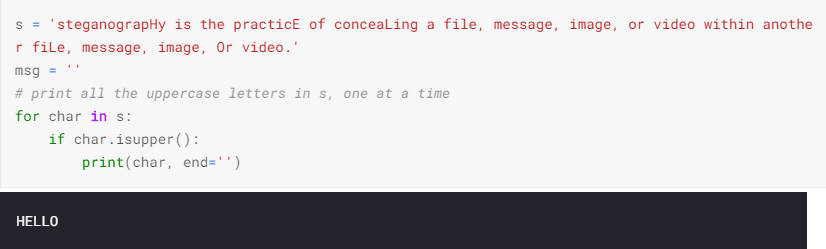 s = 'steganograpHy is the practicE of conceaLing a file, message, image, or video within anothe
r fiLe, message, image, Or video.'
msg = ''
# print all the uppercase letters in s, one at a time
for char in s:
    if char.isupper():
        print(char, end='')
HELLO